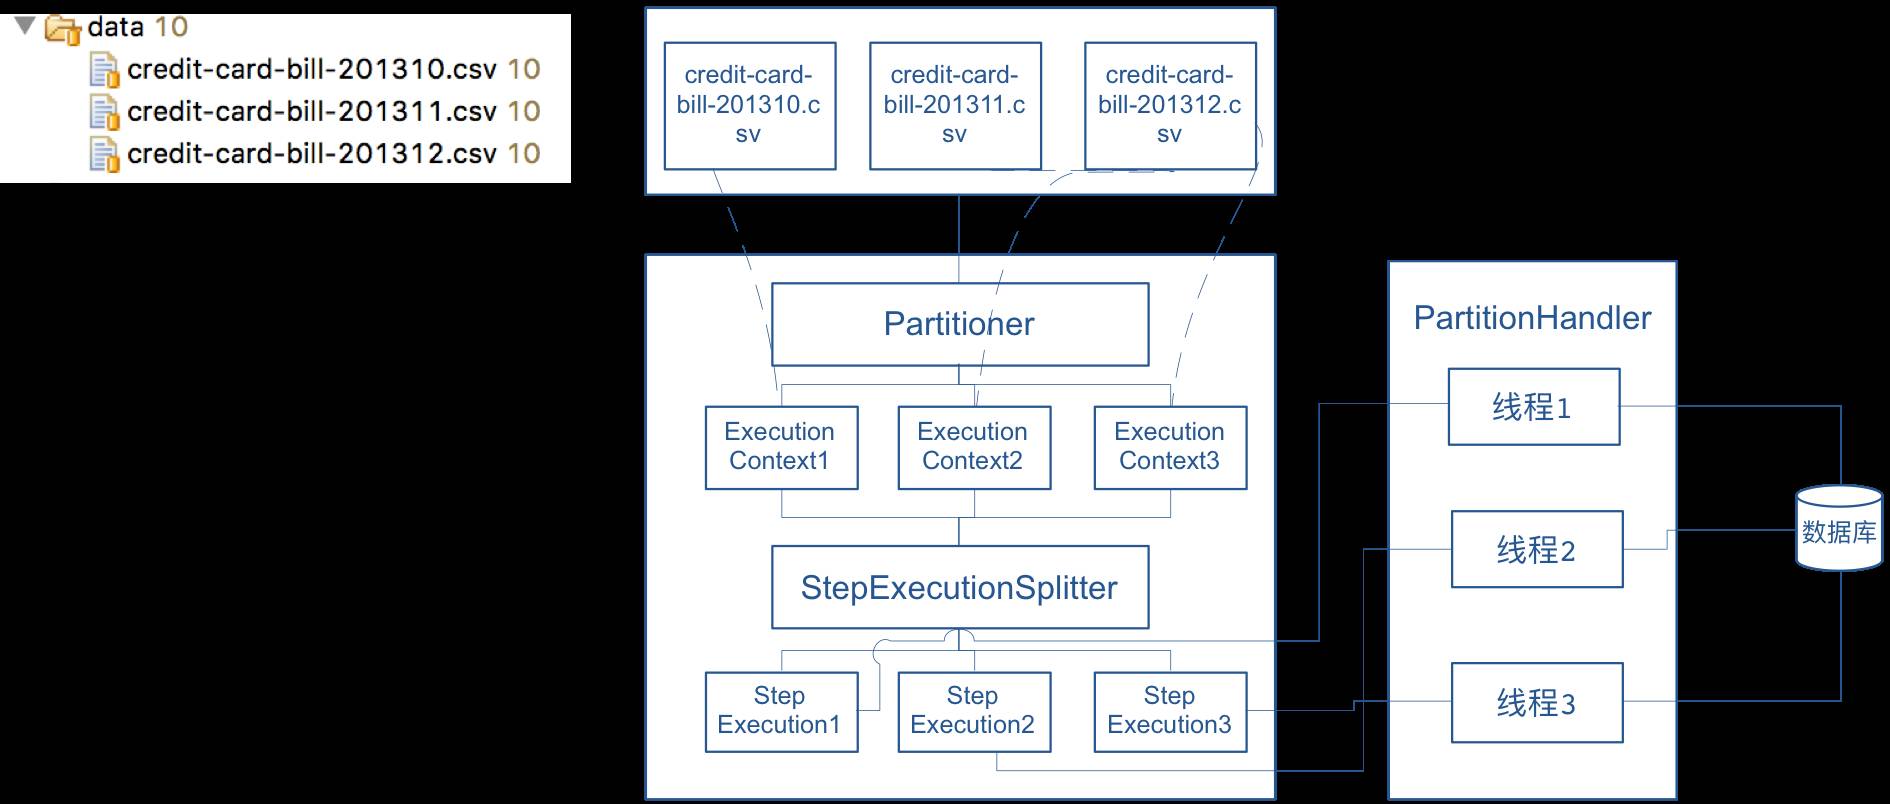 data 10
credit-card-bill-201310.csv 10
credit-card-bill-201311.csv 10
credit-card-bill-201312.csv 10
credit-card-
bill-201310.c
sv
credit-card-
bill-201311.c
sv
credit-card-
bill-201312.c
sv
Partitioner
Execution
Context1
Execution
Context2
Execution
Context3
StepExecutionSplitter
Step
Execution1
Step
Execution2
Step
Execution3
PartitionHandler
线程1
线程2
线程3
数据库